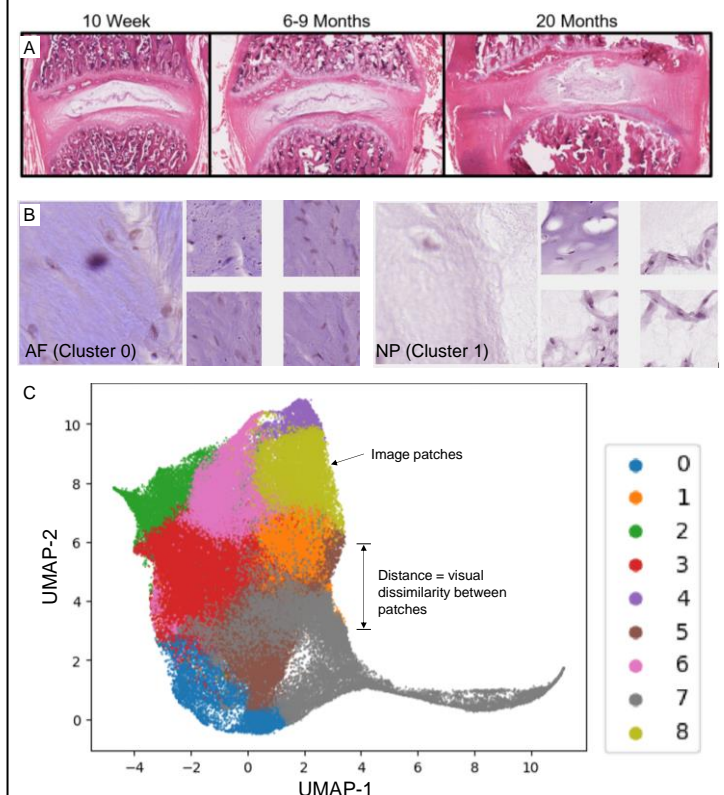 10 Week
6-9 Months
20 Months
A
B
AF (Cluster 0)
NP (Cluster 1)
C
10
8
6
4
2
0
UMAP-2
Image patches
Distance = visual
dissimilarity between
patches
−4
−2
0
2
4
6
8
10
UMAP-1
0
1
2
3
4
5
6
7
8